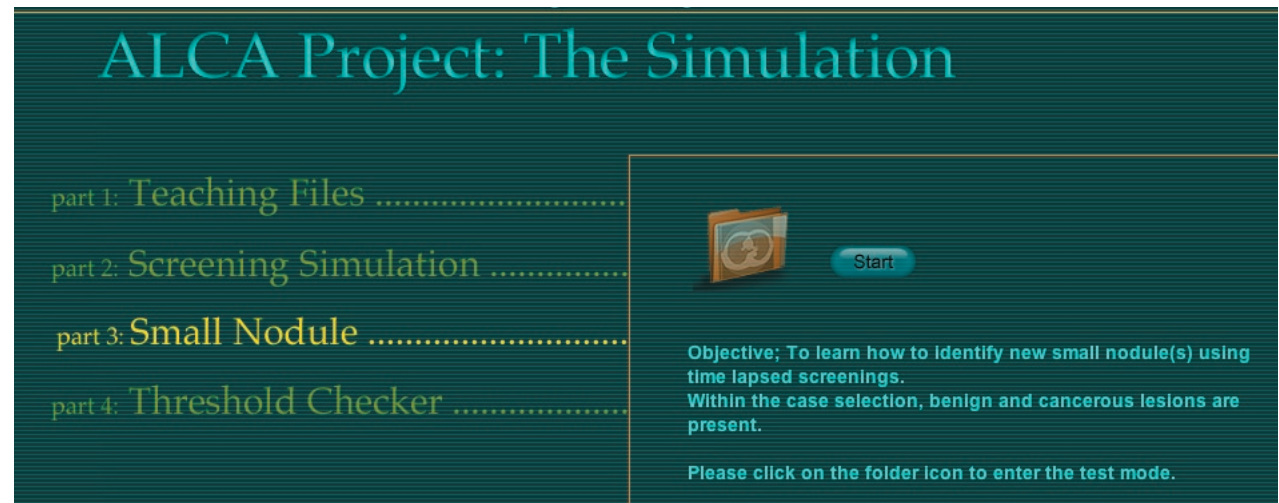 ALCA Project: The Simulation
part 1: Teaching Files ...........................
part 2: Screening Simulation ...............
part 3: Small Nodule ............................
part 4: Threshold Checker ...................
Start
Objective; To learn how to identify new small nodule(s) using
time lapsed screenings.
Within the case selection, benign and cancerous lesions are
present.
Please click on the folder icon to enter the test mode.